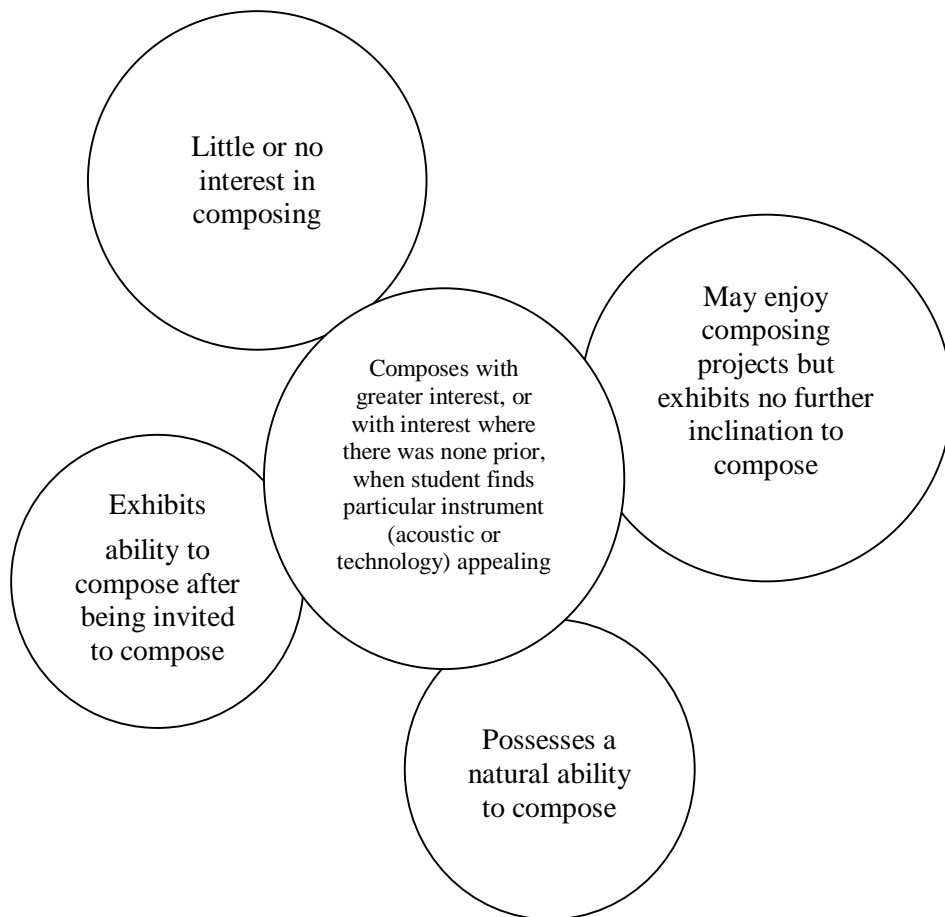 Little or no
interest in
composing
May enjoy
composing
projects but
exhibits no further
inclination to
compose
Composes with
greater interest, or
with interest where
there was none prior,
when student finds
particular instrument
(acoustic or
technology) appealing
Exhibits
ability to
compose after
being invited
to compose
Possesses a
natural ability
to compose